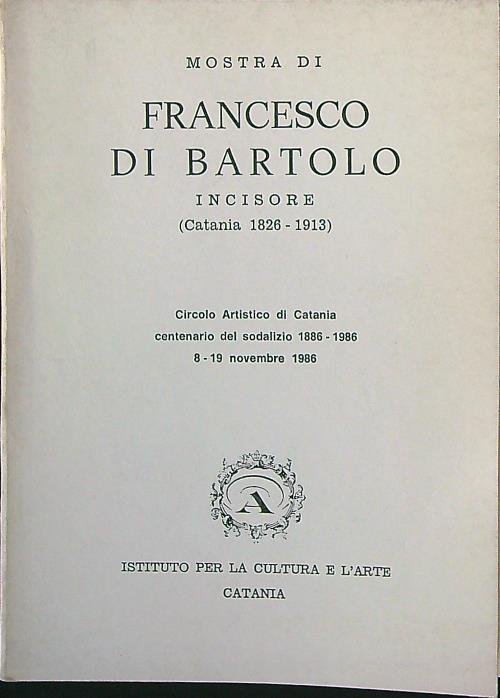 MOSTRA DI
FRANCESCO
DI BARTOLO
INCISORE
(Catania 1826 - 1913)
Circolo Artistico di Catania
centenario del sodalizio 1886 - 1986
8 - 19 novembre 1986
A
ISTITUTO PER LA CULTURA E L'ARTE
CATANIA